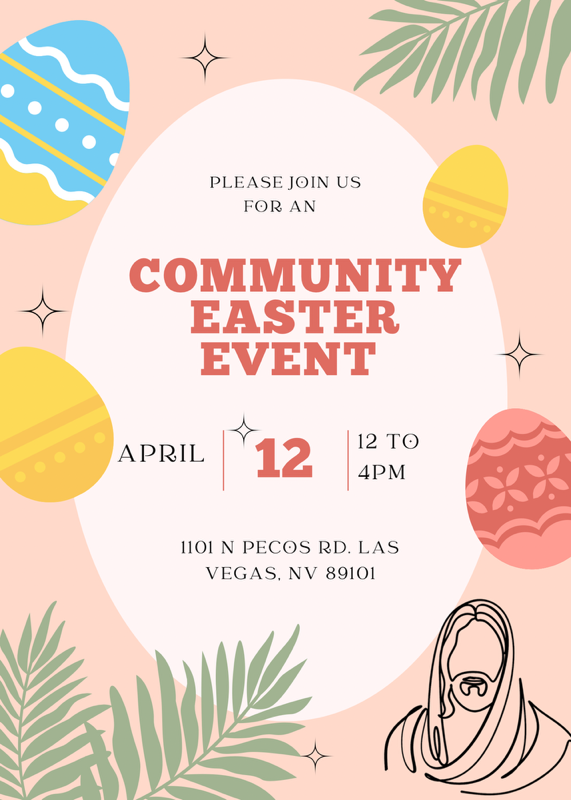 PLEASE JOIN US
FOR AN
COMMUNITY
EASTER
EVENT
APRIL
12
12 TO
4PM
1101 N PECOS RD. LAS
VEGAS, NV 89101